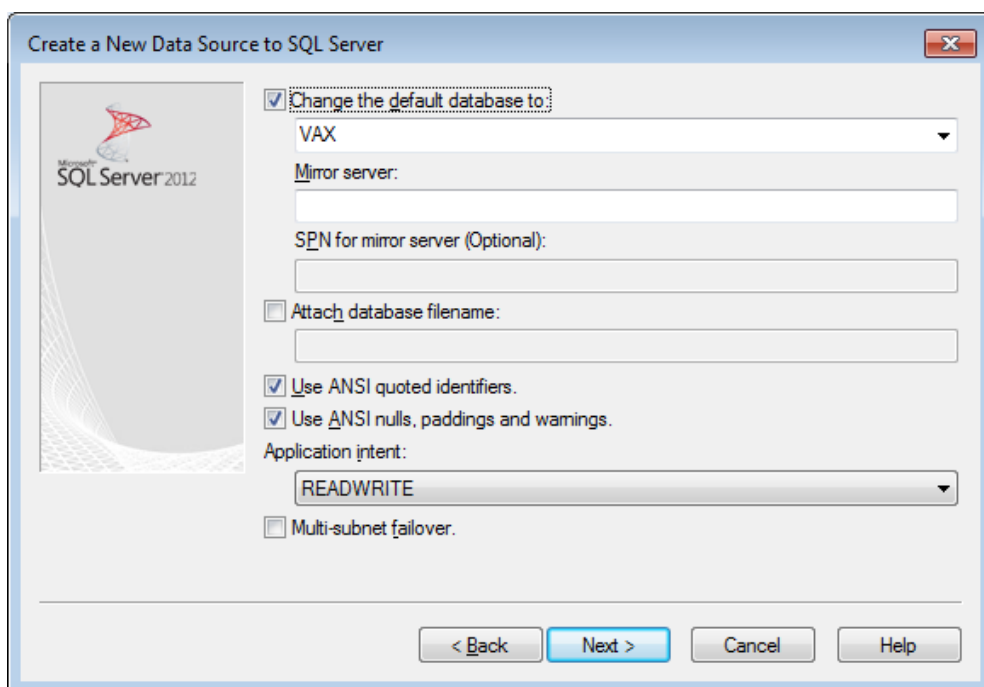 Create a New Data Source to SQL Server
Microsoft
SQL Server 2012
Change the default database to:
VAX
Mirror server:
SPN for mirror server (Optional):
Attach database filename:
Use ANSI quoted identifiers.
Use ANSI nulls, paddings and warnings.
Application intent:
READWRITE
Multi-subnet failover.
< Back Next > Cancel Help